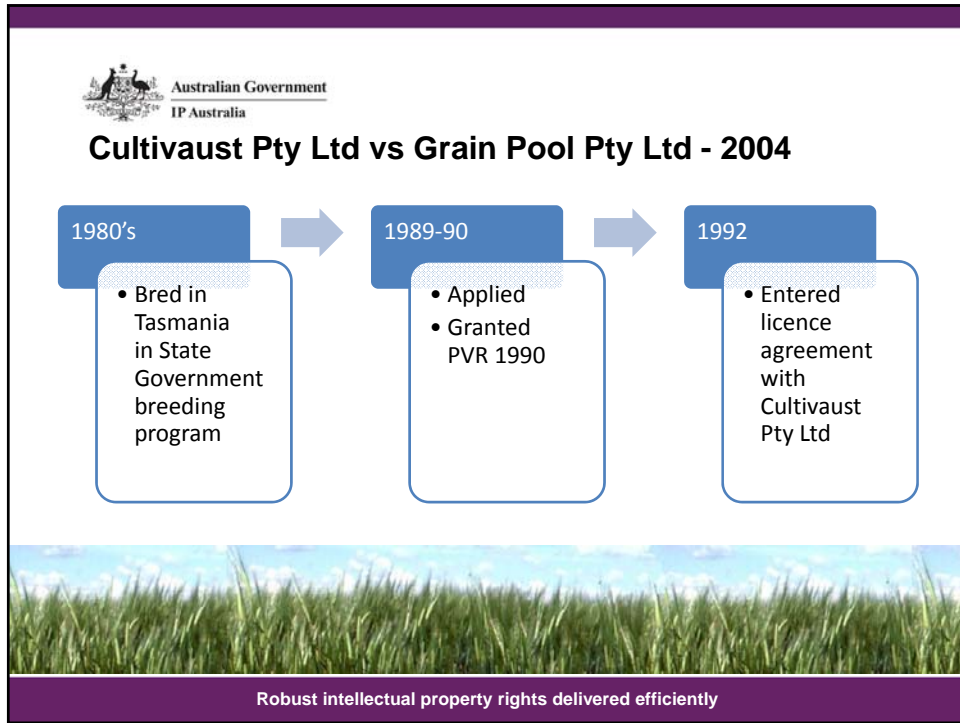 Australian Government
IP Australia
Cultivaust Pty Ltd vs Grain Pool Pty Ltd - 2004
1980's
• Bred in
Tasmania
in State
Government
breeding
program
1989-90
• Applied
• Granted
PVR 1990
1992
• Entered
licence
agreement
with
Cultivaust
Pty Ltd
Robust intellectual property rights delivered efficiently